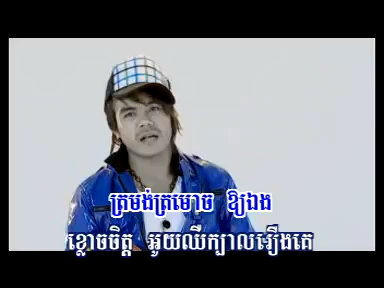 ត្រមង់ត្រមោច ឱ្យឯង
ខ្លោចចិត្ត អួយឈឺក្បាលរឿងគេ